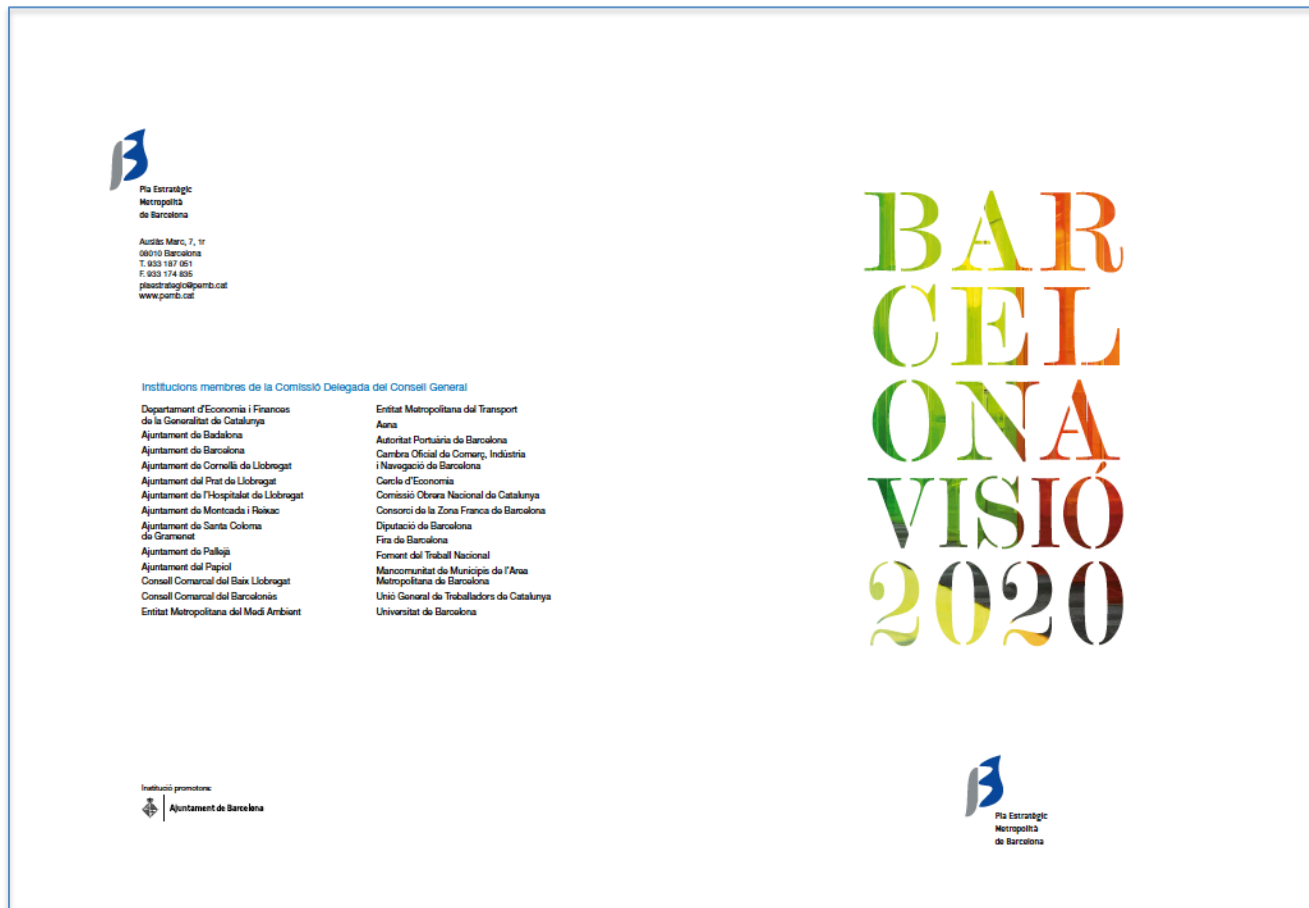 Pla Estratègic
Metropolità
de Barcelona
Ausiàs Marc, 7, 1r
08010 Barcelona
T. 933 187 051
F. 933 174 835
plaestrategic@pemb.cat
www.pemb.cat
Institucions membres de la Comissió Delegada del Consell General
Departament d'Economia i Finances
de la Generalitat de Catalunya
Ajuntament de Badalona
Ajuntament de Barcelona
Ajuntament de Cornellà de Llobregat
Ajuntament del Prat de Llobregat
Ajuntament de l'Hospitalet de Llobregat
Ajuntament de Montcada i Reixac
Ajuntament de Santa Coloma
de Gramenet
Ajuntament de Pallejà
Ajuntament del Papiol
Consell Comarcal del Baix Llobregat
Consell Comarcal del Barcelonès
Entitat Metropolitana del Medi Ambient
Entitat Metropolitana del Transport
Aena
Autoritat Portuària de Barcelona
Cambra Oficial de Comerç, Indústria
i Navegació de Barcelona
Cercle d'Economia
Comissió Obrera Nacional de Catalunya
Consorci de la Zona Franca de Barcelona
Diputació de Barcelona
Fira de Barcelona
Foment del Treball Nacional
Mancomunitat de Municipis de l'Àrea
Metropolitana de Barcelona
Unió General de Treballadors de Catalunya
Universitat de Barcelona
Institució promotora:
Ajuntament de Barcelona
BAR
CEL
ONA
VISIÓ
2020
Pla Estratègic
Metropolità
de Barcelona